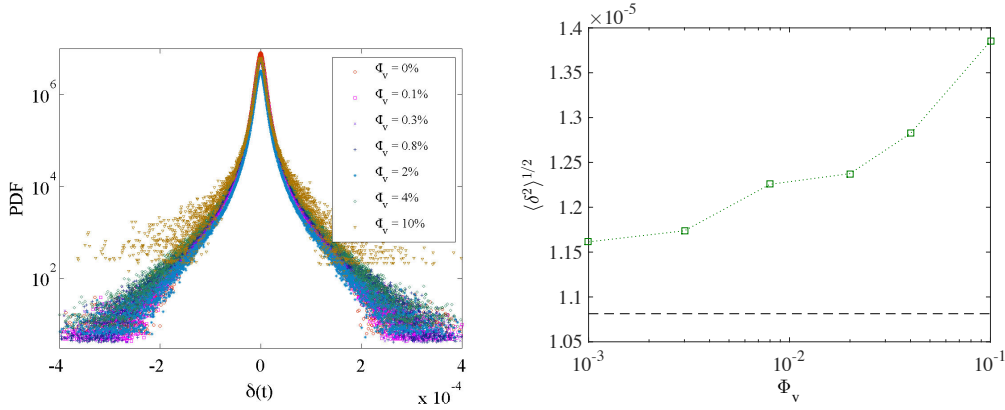 10^6
10^4
10^2
PDF
-4
-2
0
2
4
x 10^-4
δ(t)
Φ_v = 0%
Φ_v = 0.1%
Φ_v = 0.3%
Φ_v = 0.8%
Φ_v = 2%
Φ_v = 4%
Φ_v = 10%
×10^-5
1.4
1.35
1.3
1.25
1.2
1.15
1.1
1.05
⟨δ²⟩^1/2
10^-3
10^-2
10^-1
Φ_v